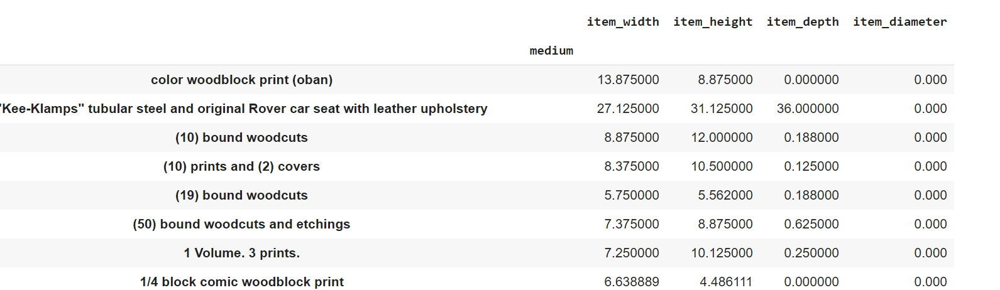 item_width item_height item_depth item_diameter
medium
color woodblock print (oban) 13.875000 8.875000 0.000000 0.000
"Kee-Klamps" tubular steel and original Rover car seat with leather upholstery 27.125000 31.125000 36.000000 0.000
(10) bound woodcuts 8.875000 12.000000 0.188000 0.000
(10) prints and (2) covers 8.375000 10.500000 0.125000 0.000
(19) bound woodcuts 5.750000 5.562000 0.188000 0.000
(50) bound woodcuts and etchings 7.375000 8.875000 0.625000 0.000
1 Volume. 3 prints. 7.250000 10.125000 0.250000 0.000
1/4 block comic woodblock print 6.638889 4.486111 0.000000 0.000